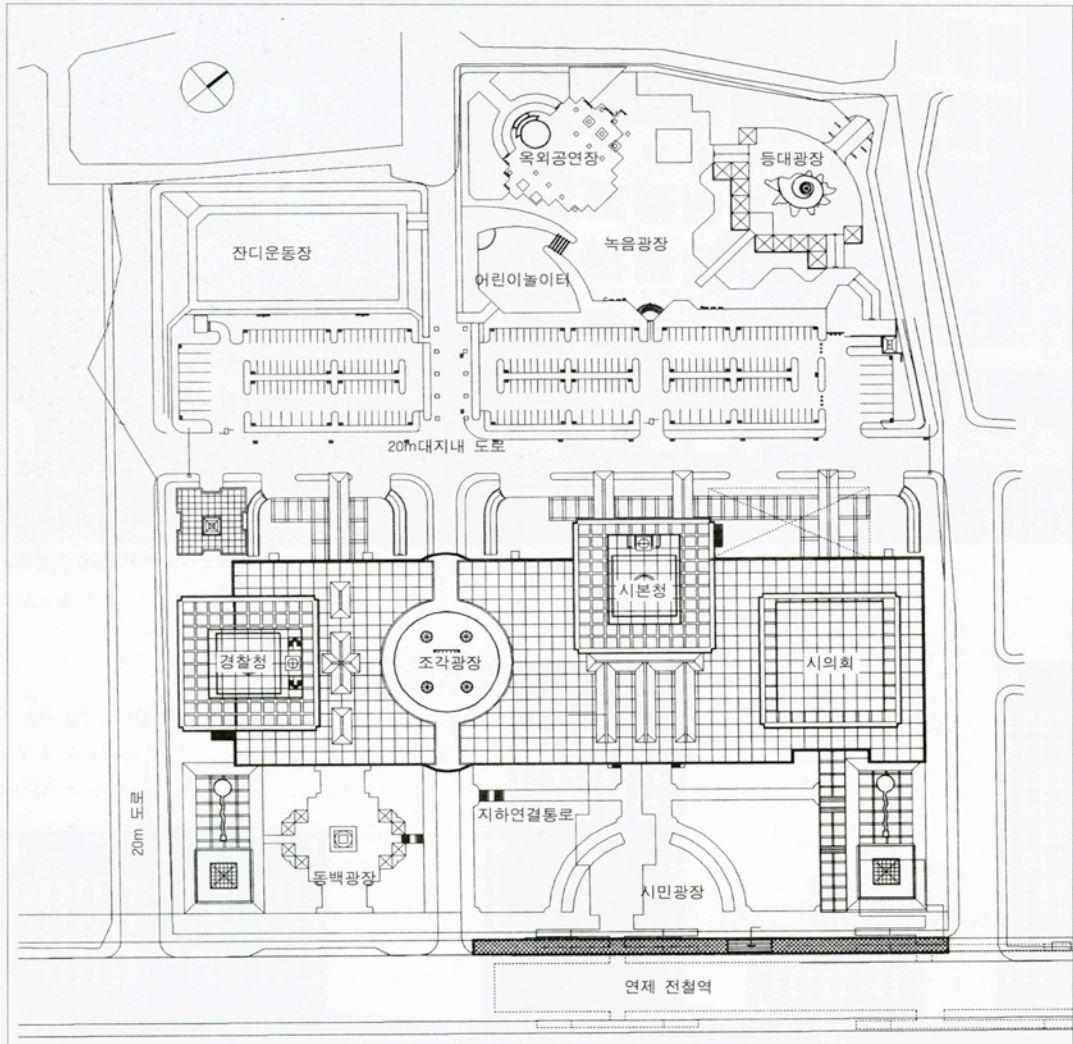 옥외공연장
등대광장
잔디운동장
녹음광장
어린이놀이터
20m대지내 도로
시본청
경찰청
조각광장
시의회
20m 도로
지하연결통로
동백광장
시민광장
연제 전철역